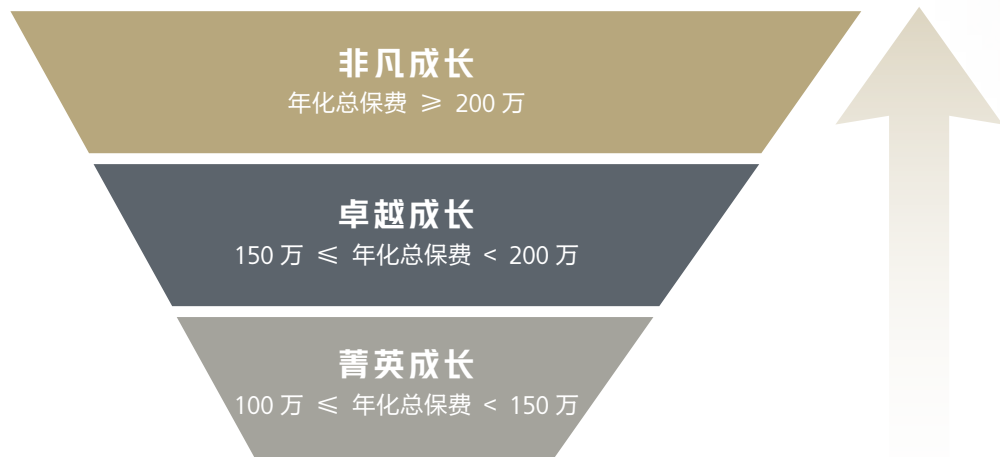 非凡成长
年化总保费 ≥ 200 万
卓越成长
150 万 ≤ 年化总保费 < 200 万
菁英成长
100 万 ≤ 年化总保费 < 150 万